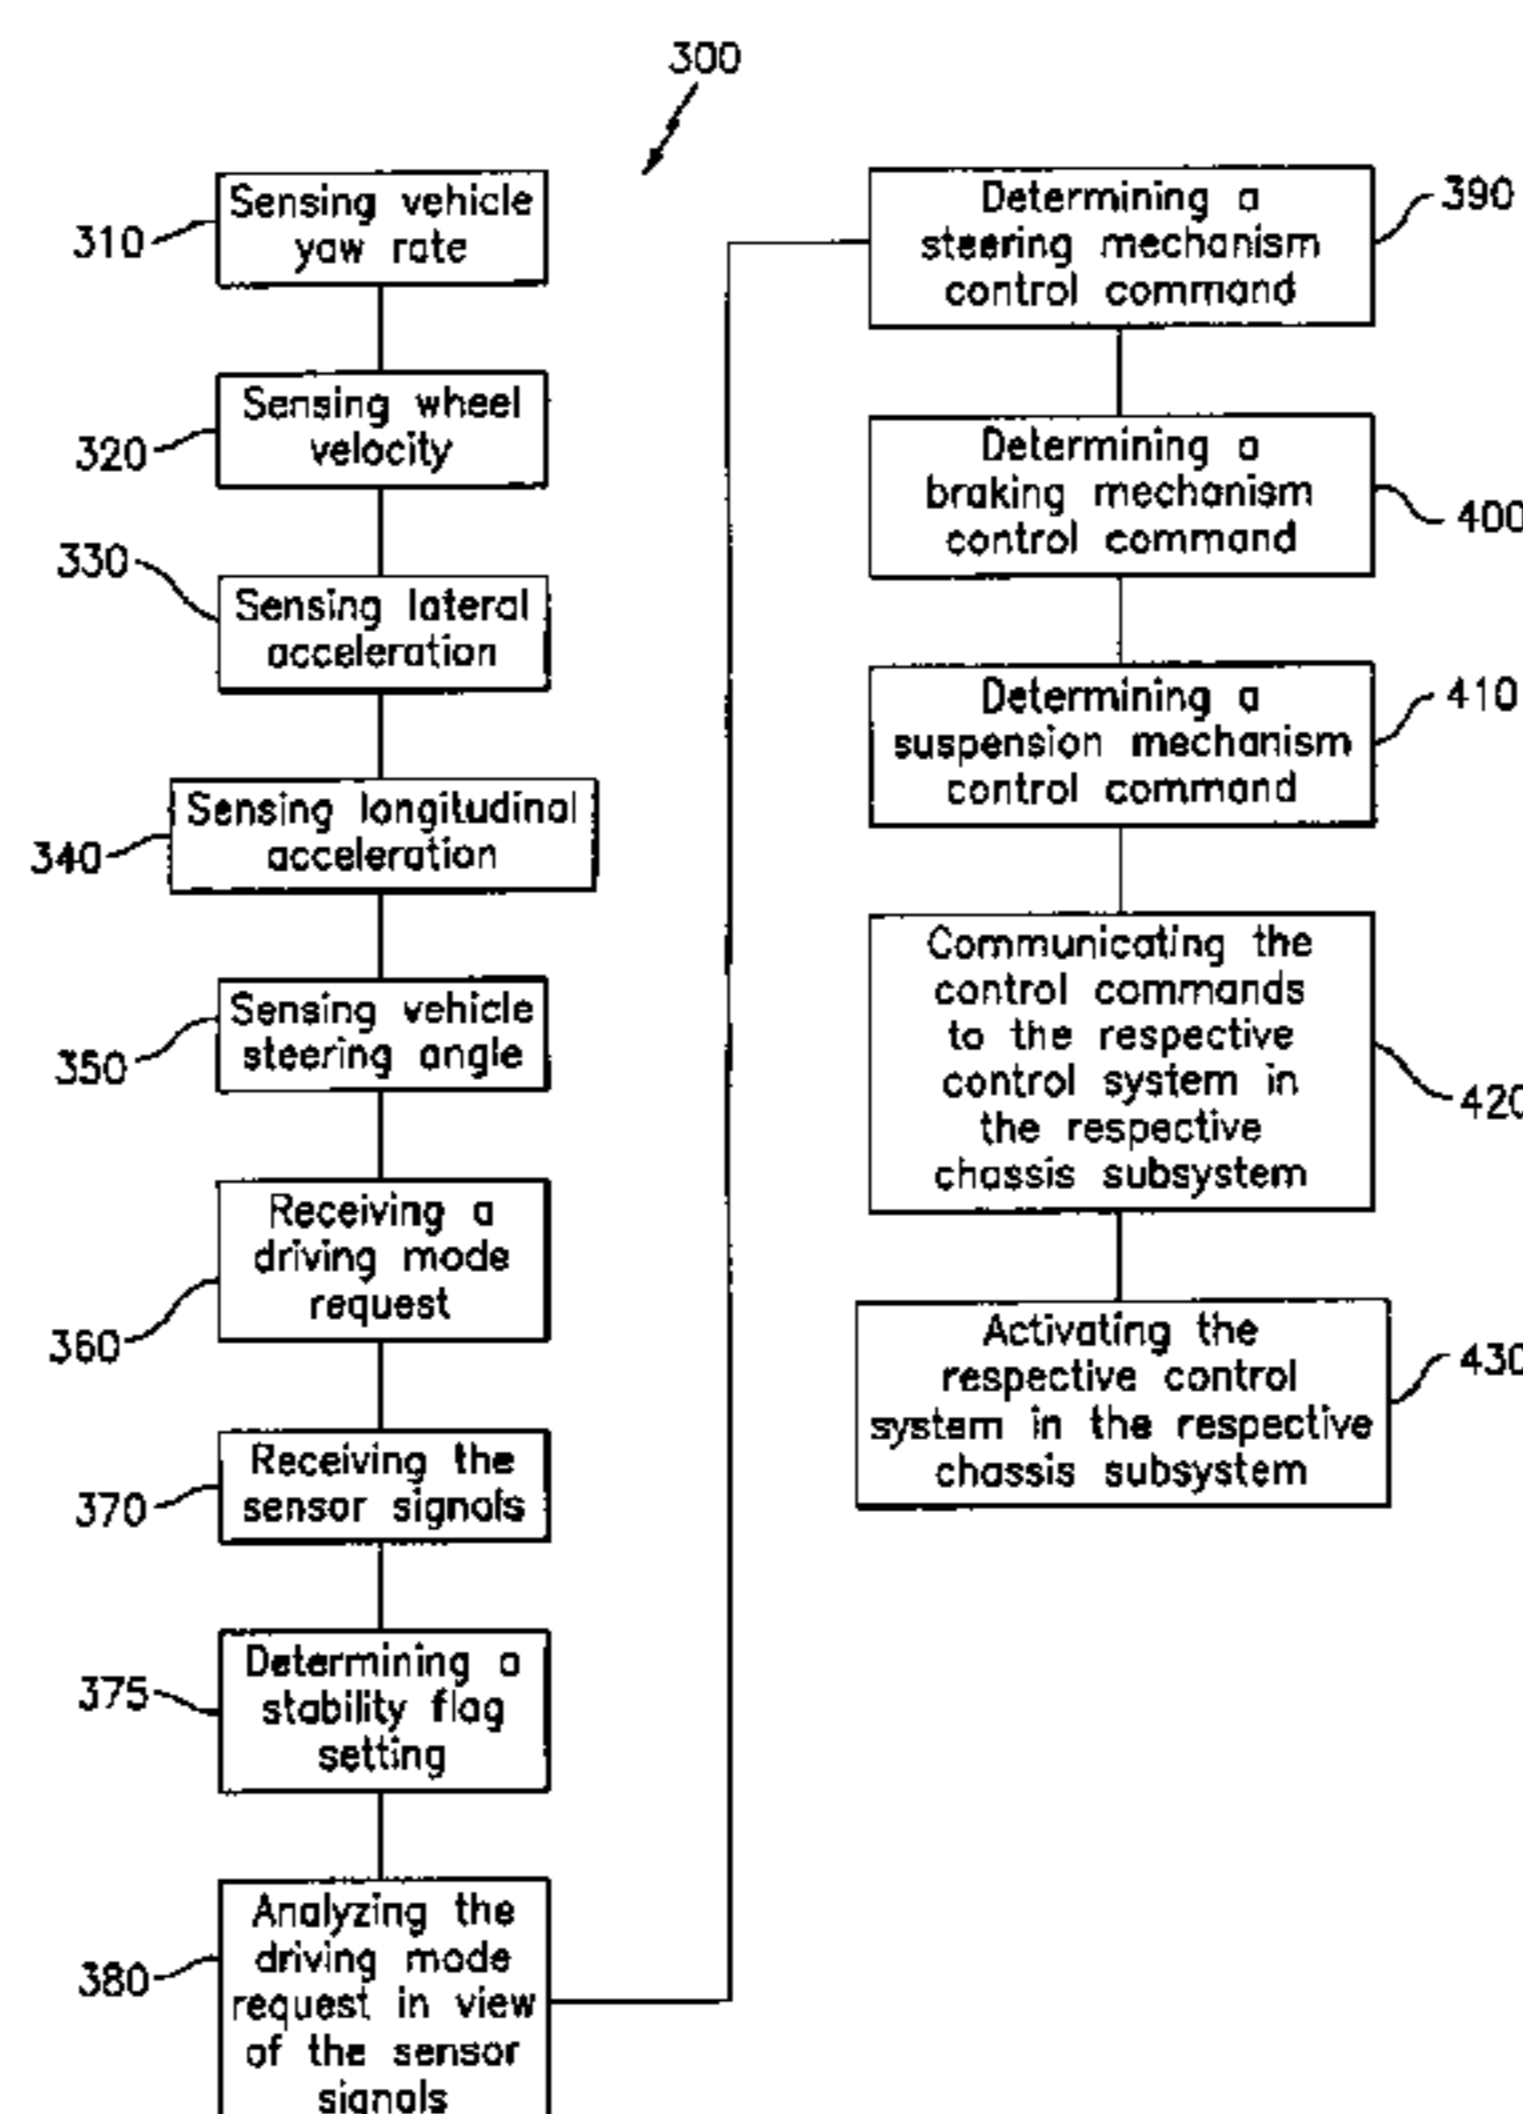 300
310
Sensing vehicle
yaw rate
320
Sensing wheel
velocity
330
Sensing lateral
acceleration
340
Sensing longitudinal
acceleration
350
Sensing vehicle
steering angle
360
Receiving a
driving mode
request
370
Receiving the
sensor signals
375
Determining a
stability flag
setting
380
Analyzing the
driving mode
request in view
of the sensor
signals
390
Determining a
steering mechanism
control command
400
Determining a
braking mechanism
control command
410
Determining a
suspension mechanism
control command
420
Communicating the
control commands
to the respective
control system in
the respective
chassis subsystem
430
Activating the
respective control
system in the respective
chassis subsystem